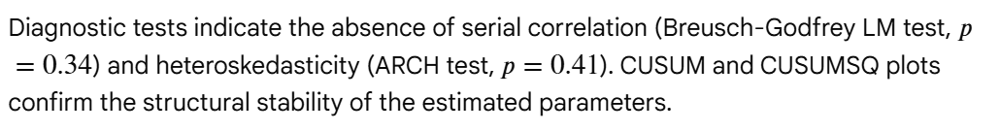 Diagnostic tests indicate the absence of serial correlation (Breusch-Godfrey LM test, p
= 0.34) and heteroskedasticity (ARCH test, p = 0.41). CUSUM and CUSUMSQ plots
confirm the structural stability of the estimated parameters.